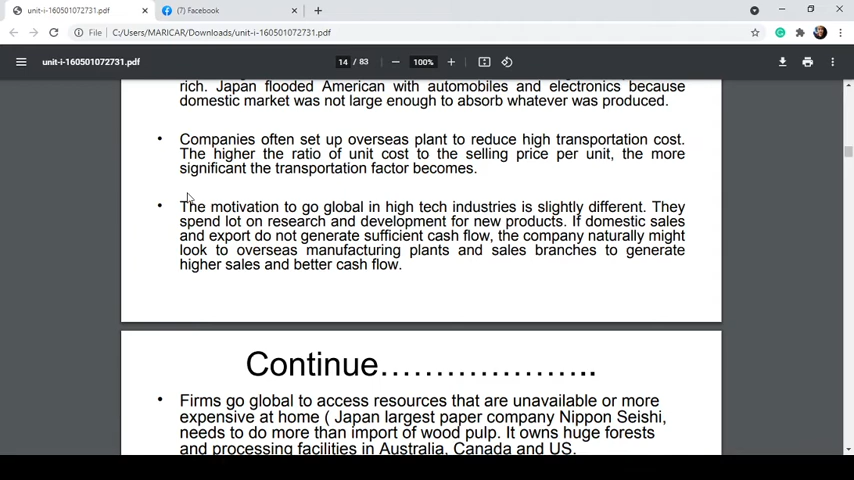 unit-i-160501072731.pdf
(7) Facebook
File | C:/Users/MARICAR/Downloads/unit-i-160501072731.pdf
unit-i-160501072731.pdf
14 / 83
100%
rich. Japan flooded American with automobiles and electronics because
domestic market was not large enough to absorb whatever was produced.
• Companies often set up overseas plant to reduce high transportation cost.
The higher the ratio of unit cost to the selling price per unit, the more
significant the transportation factor becomes.
• The motivation to go global in high tech industries is slightly different. They
spend lot on research and development for new products. If domestic sales
and export do not generate sufficient cash flow, the company naturally might
look to overseas manufacturing plants and sales branches to generate
higher sales and better cash flow.
Continue………………..
• Firms go global to access resources that are unavailable or more
expensive at home ( Japan largest paper company Nippon Seishi,
needs to do more than import of wood pulp. It owns huge forests
and processing facilities in Australia, Canada and US.